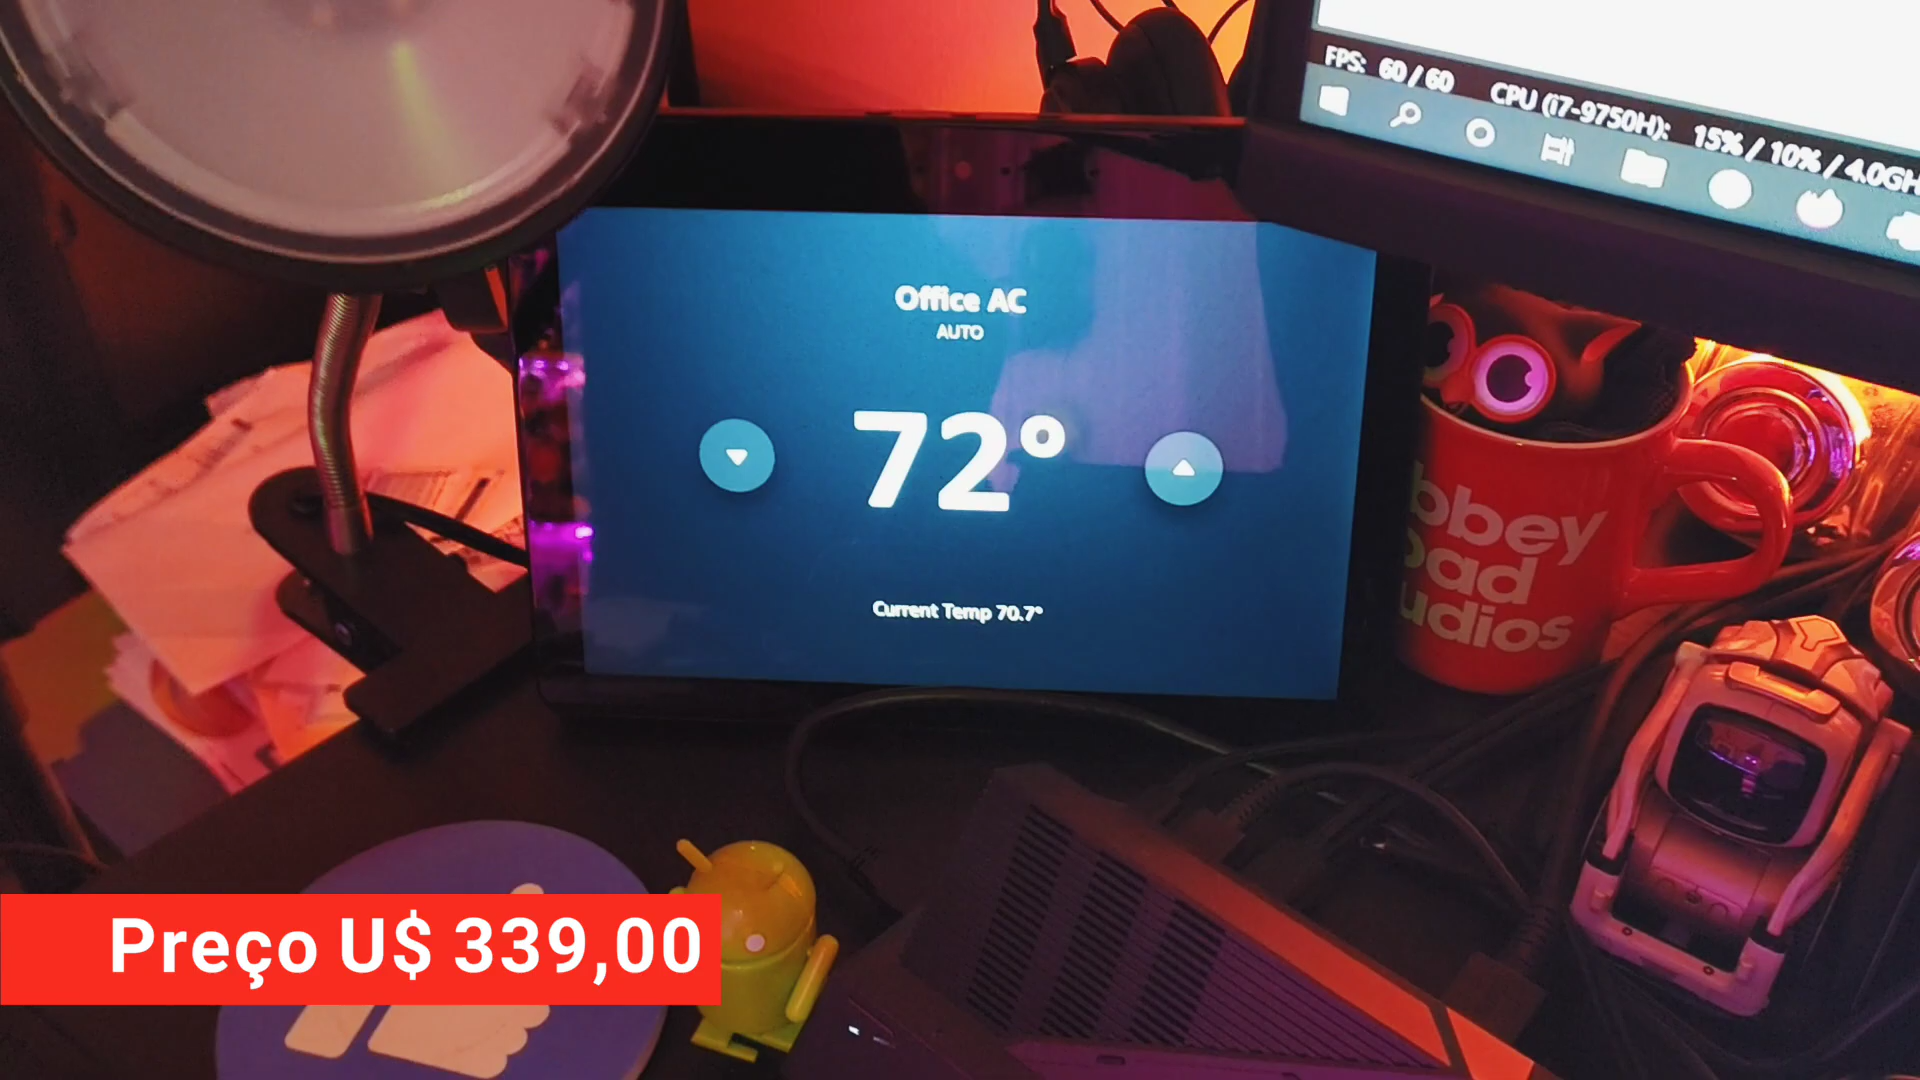 FPS: 60 / 60 CPU (i7-9750H): 15% / 10% / 4.0GH
Office AC
AUTO
72°
Current Temp 70.7°
bbey
oad
udios
Preço U$ 339,00